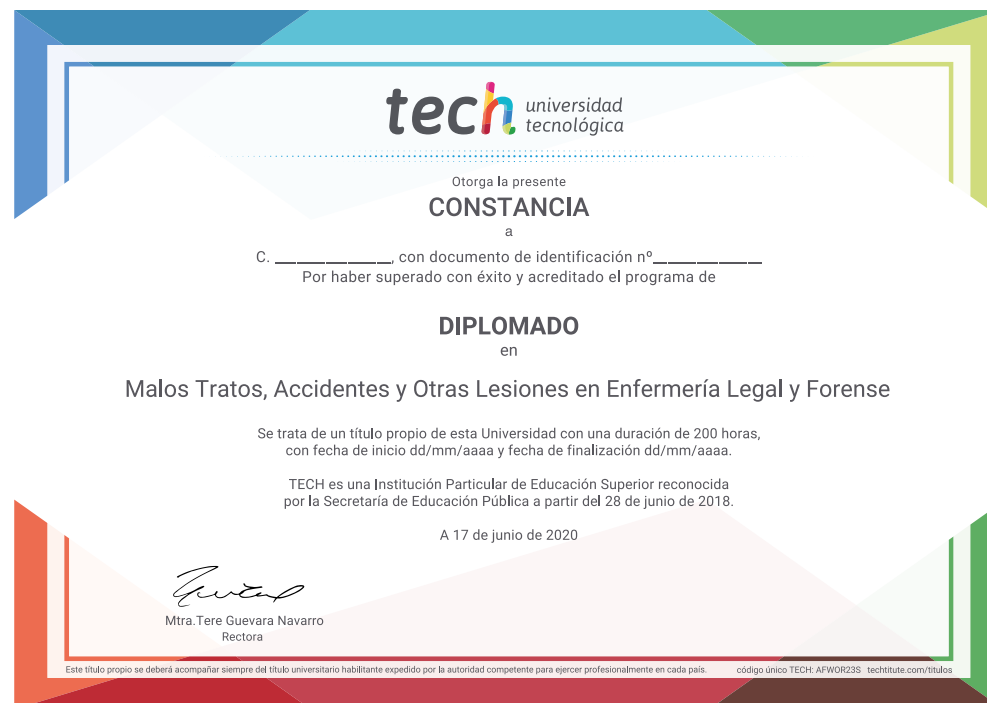 tech universidad
tecnológica
Otorga la presente
CONSTANCIA
a
C. ______________, con documento de identificación nº______________
Por haber superado con éxito y acreditado el programa de
DIPLOMADO
en
Malos Tratos, Accidentes y Otras Lesiones en Enfermería Legal y Forense
Se trata de un título propio de esta Universidad con una duración de 200 horas,
con fecha de inicio dd/mm/aaaa y fecha de finalización dd/mm/aaaa.
TECH es una Institución Particular de Educación Superior reconocida
por la Secretaría de Educación Pública a partir del 28 de junio de 2018.
A 17 de junio de 2020
Mtra.Tere Guevara Navarro
Rectora
Este título propio se deberá acompañar siempre del título universitario habilitante expedido por la autoridad competente para ejercer profesionalmente en cada país. código único TECH: AFWOR23S techtitute.com/titulos